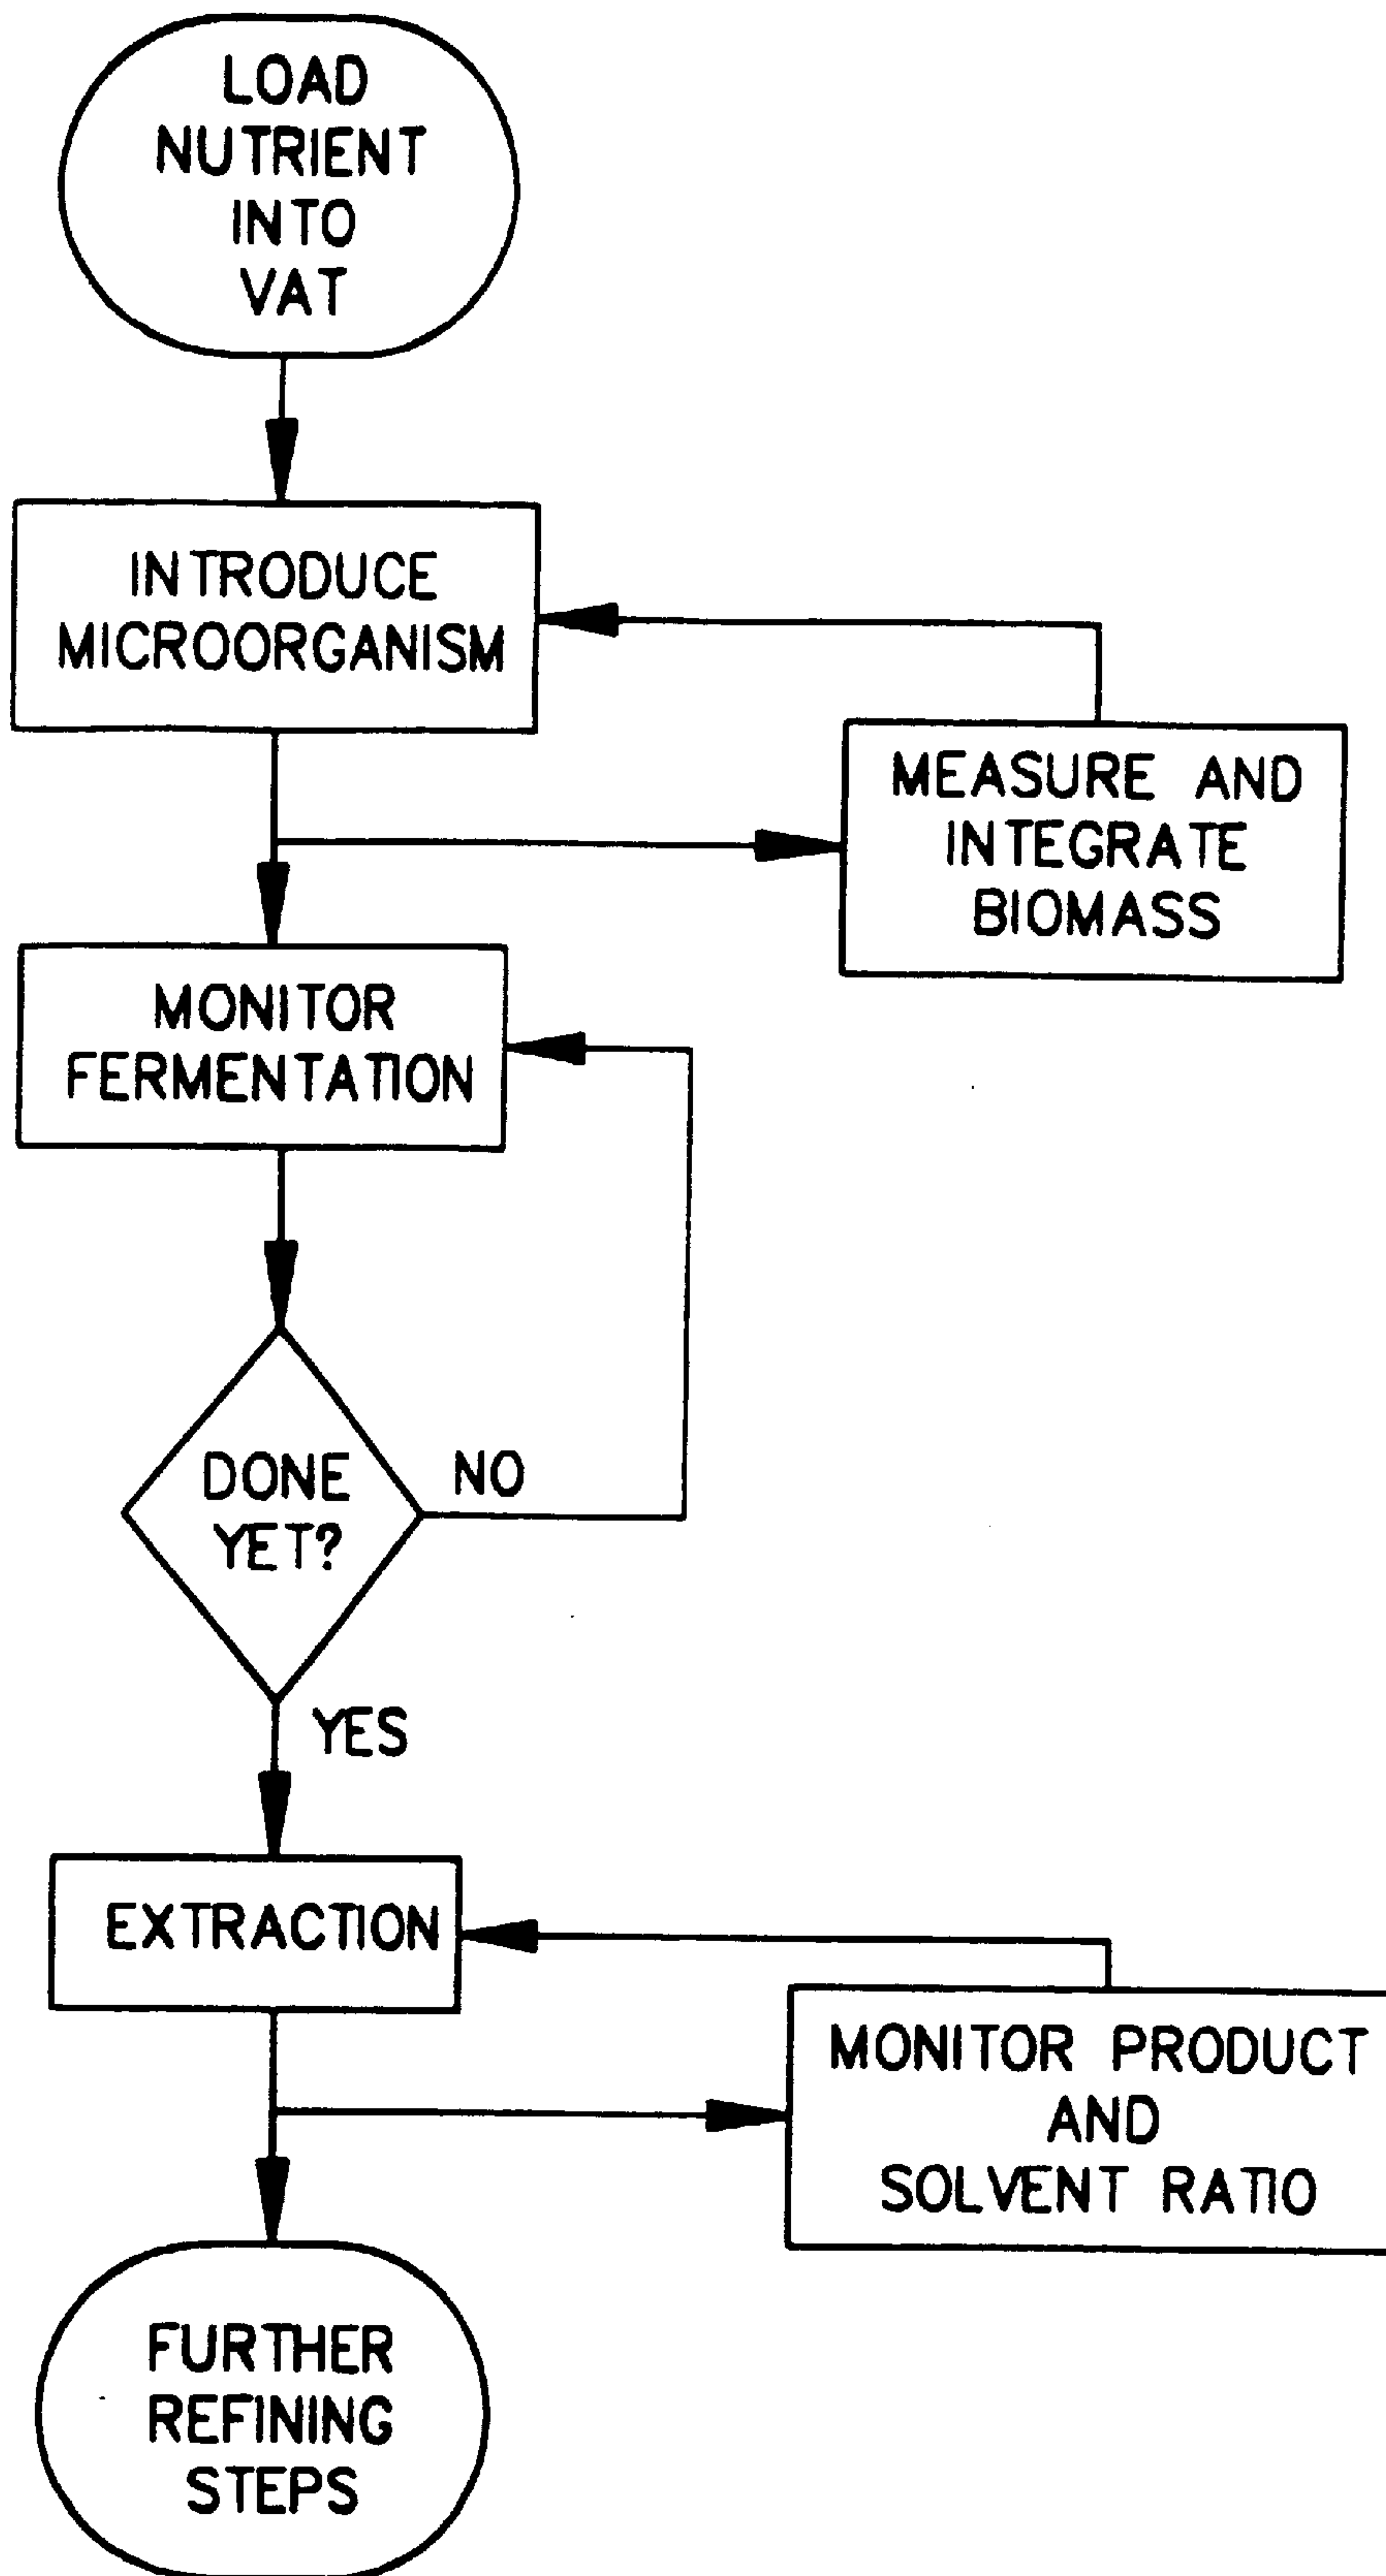 LOAD
NUTRIENT
INTO
VAT
INTRODUCE
MICROORGANISM
MEASURE AND
INTEGRATE
BIOMASS
MONITOR
FERMENTATION
DONE
YET?
NO
YES
EXTRACTION
MONITOR PRODUCT
AND
SOLVENT RATIO
FURTHER
REFINING
STEPS